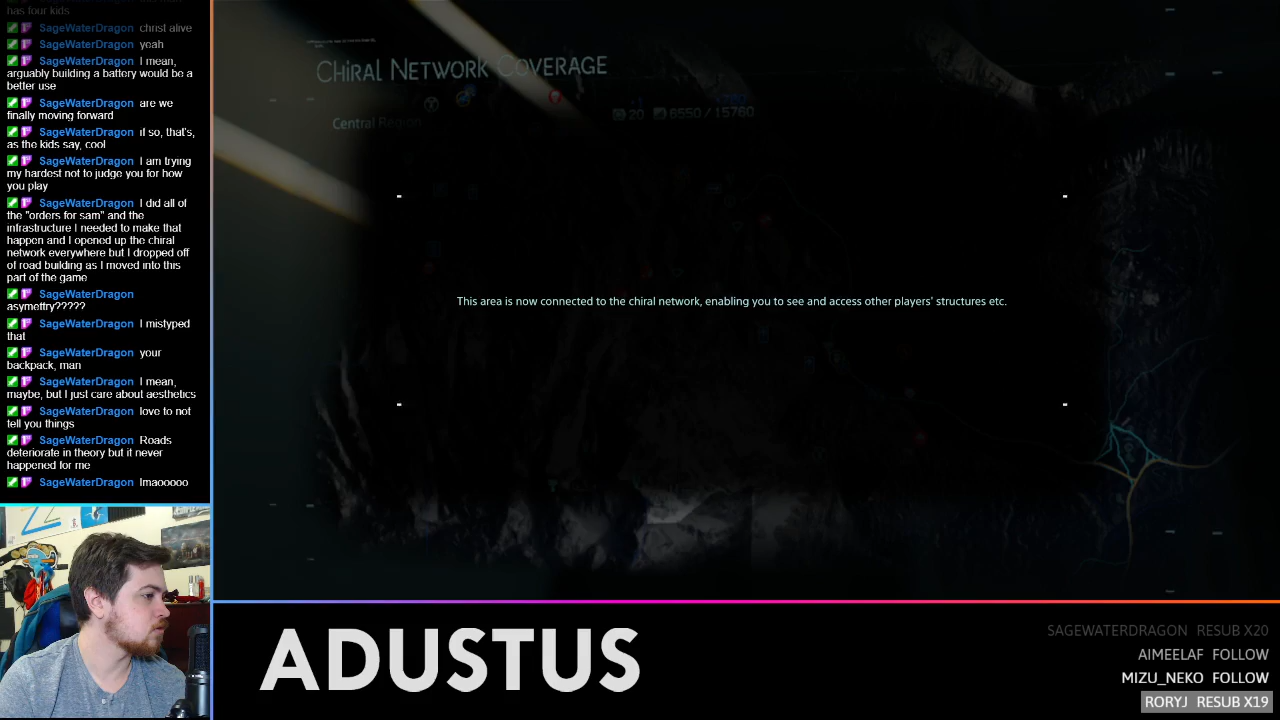 has four kids
SageWaterDragon christ alive
SageWaterDragon yeah
SageWaterDragon I mean,
arguably building a battery would be a
better use
SageWaterDragon are we
finally moving forward
SageWaterDragon if so, that's,
as the kids say, cool
SageWaterDragon I am trying
my hardest not to judge you for how
you play
SageWaterDragon I did all of
the "orders for sam" and the
infrastructure I needed to make that
happen and I opened up the chiral
network everywhere but I dropped off
of road building as I moved into this
part of the game
SageWaterDragon
asymettry?????
SageWaterDragon I mistyped
that
SageWaterDragon your
backpack, man
SageWaterDragon I mean,
maybe, but I just care about aesthetics
SageWaterDragon love to not
tell you things
SageWaterDragon Roads
deteriorate in theory but it never
happened for me
SageWaterDragon lmaooooo
CHiRAL NETWORK COVERAGE
20 6550 / 15760
Central Region
This area is now connected to the chiral network, enabling you to see and access other players' structures etc.
ADUSTUS
SAGEWATERDRAGON RESUB X20
AIMEELAF FOLLOW
MIZU_NEKO FOLLOW
RORYJ RESUB X19